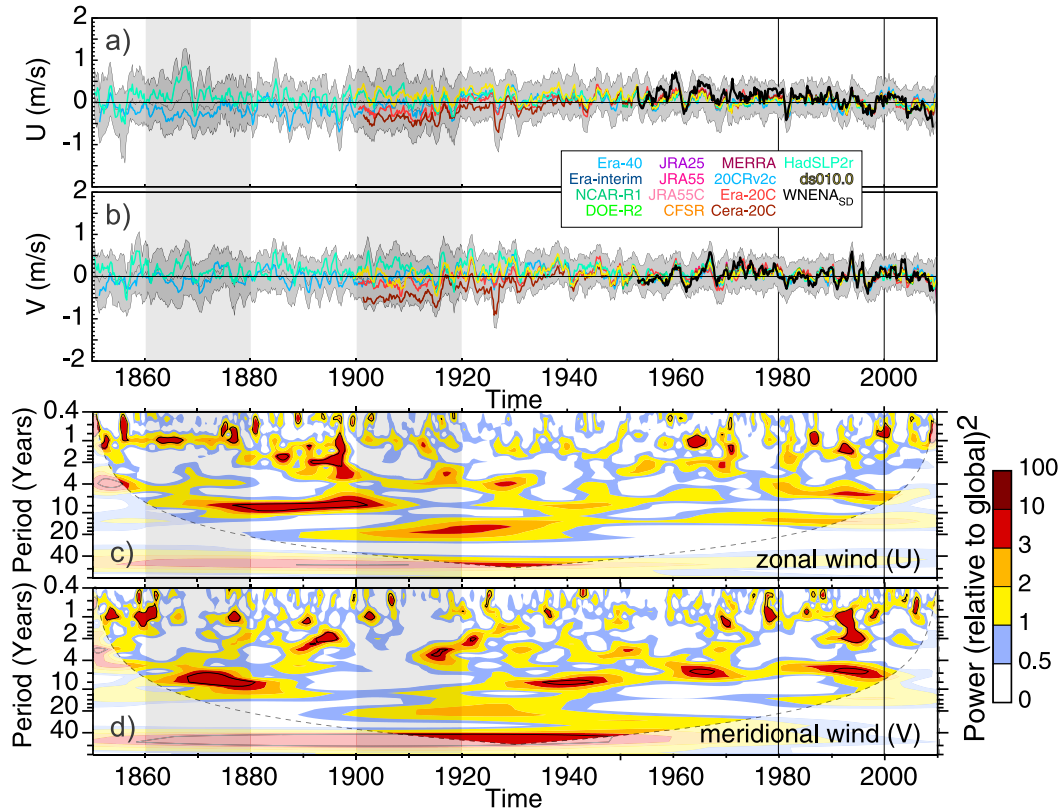 2
a)
1
0
-1
U (m/s)
Era-40 JRA25 MERRA HadSLP2r
Era-interim JRA55 20CRv2c ds010.0
NCAR-R1 JRA55C Era-20C WNENA_SD
DOE-R2 CFSR Cera-20C
2
b)
1
0
-1
-2
V (m/s)
1860 1880 1900 1920 1940 1960 1980 2000
Time
0.4
1
2
4
10
20
40
Period (Years)
c)
zonal wind (U)
0.4
1
2
4
10
20
40
Period (Years)
d)
meridional wind (V)
1860 1880 1900 1920 1940 1960 1980 2000
Time
100
10
3
2
1
0.5
0
Power (relative to global)2